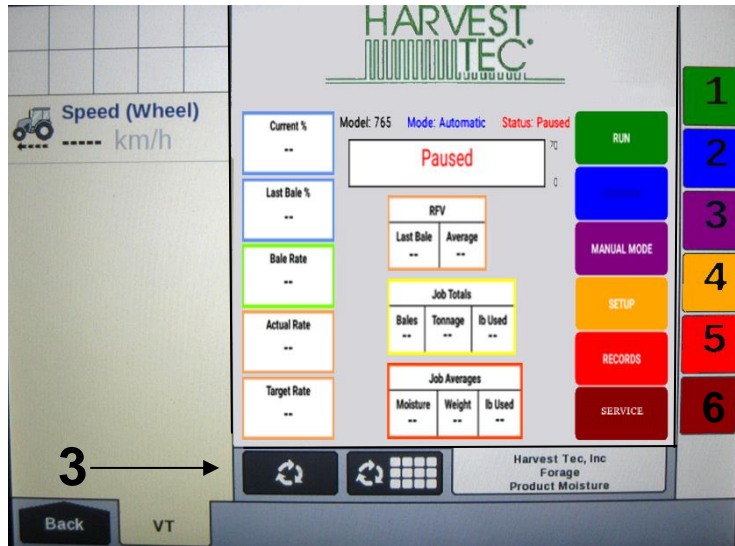 HARVEST
TEC
Speed (Wheel)
----- km/h
Model: 765 Mode: Automatic Status: Paused
Paused
70
0
Current %
--
Last Bale %
--
Bale Rate
--
Actual Rate
--
Target Rate
--
RFV
Last Bale Average
-- --
Job Totals
Bales Tonnage lb Used
-- -- --
Job Averages
Moisture Weight lb Used
-- -- --
RUN
MANUAL MODE
SETUP
RECORDS
SERVICE
1
2
3
4
5
6
3
Harvest Tec, Inc
Forage
Product Moisture
Back
VT